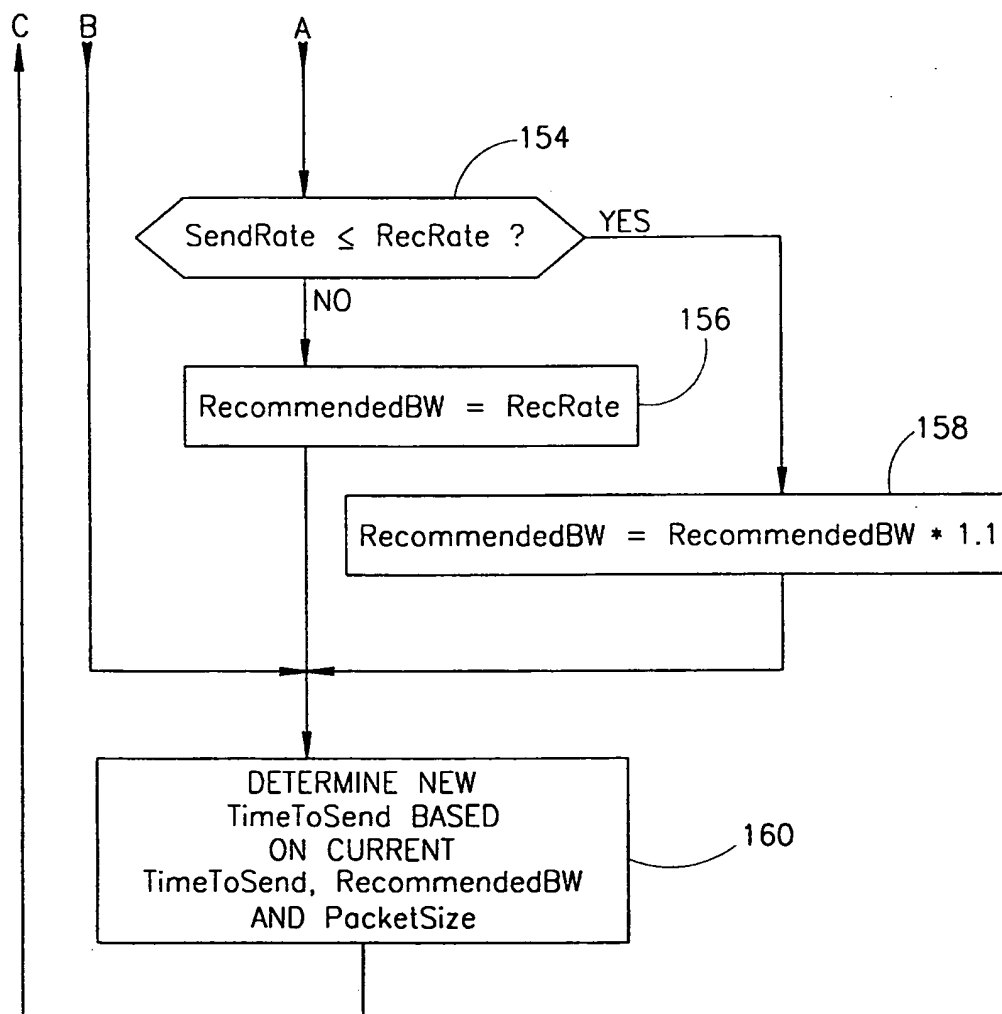 C
B
A
154
SendRate ≤ RecRate ?
YES
NO
156
RecommendedBW = RecRate
158
RecommendedBW = RecommendedBW * 1.1
DETERMINE NEW
TimeToSend BASED
ON CURRENT
TimeToSend, RecommendedBW
AND PacketSize
160